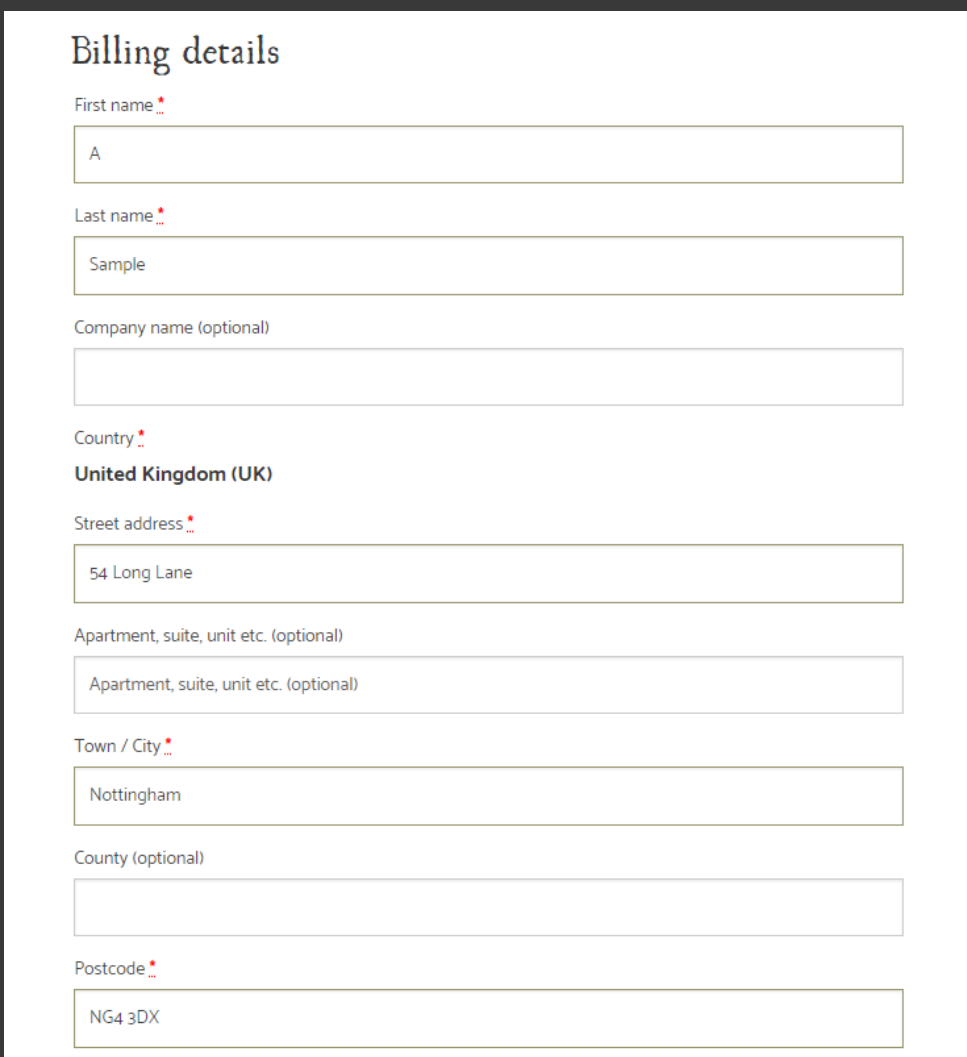 Billing details
First name *
A
Last name *
Sample
Company name (optional)
Country *
United Kingdom (UK)
Street address *
54 Long Lane
Apartment, suite, unit etc. (optional)
Apartment, suite, unit etc. (optional)
Town / City *
Nottingham
County (optional)
Postcode *
NG4 3DX